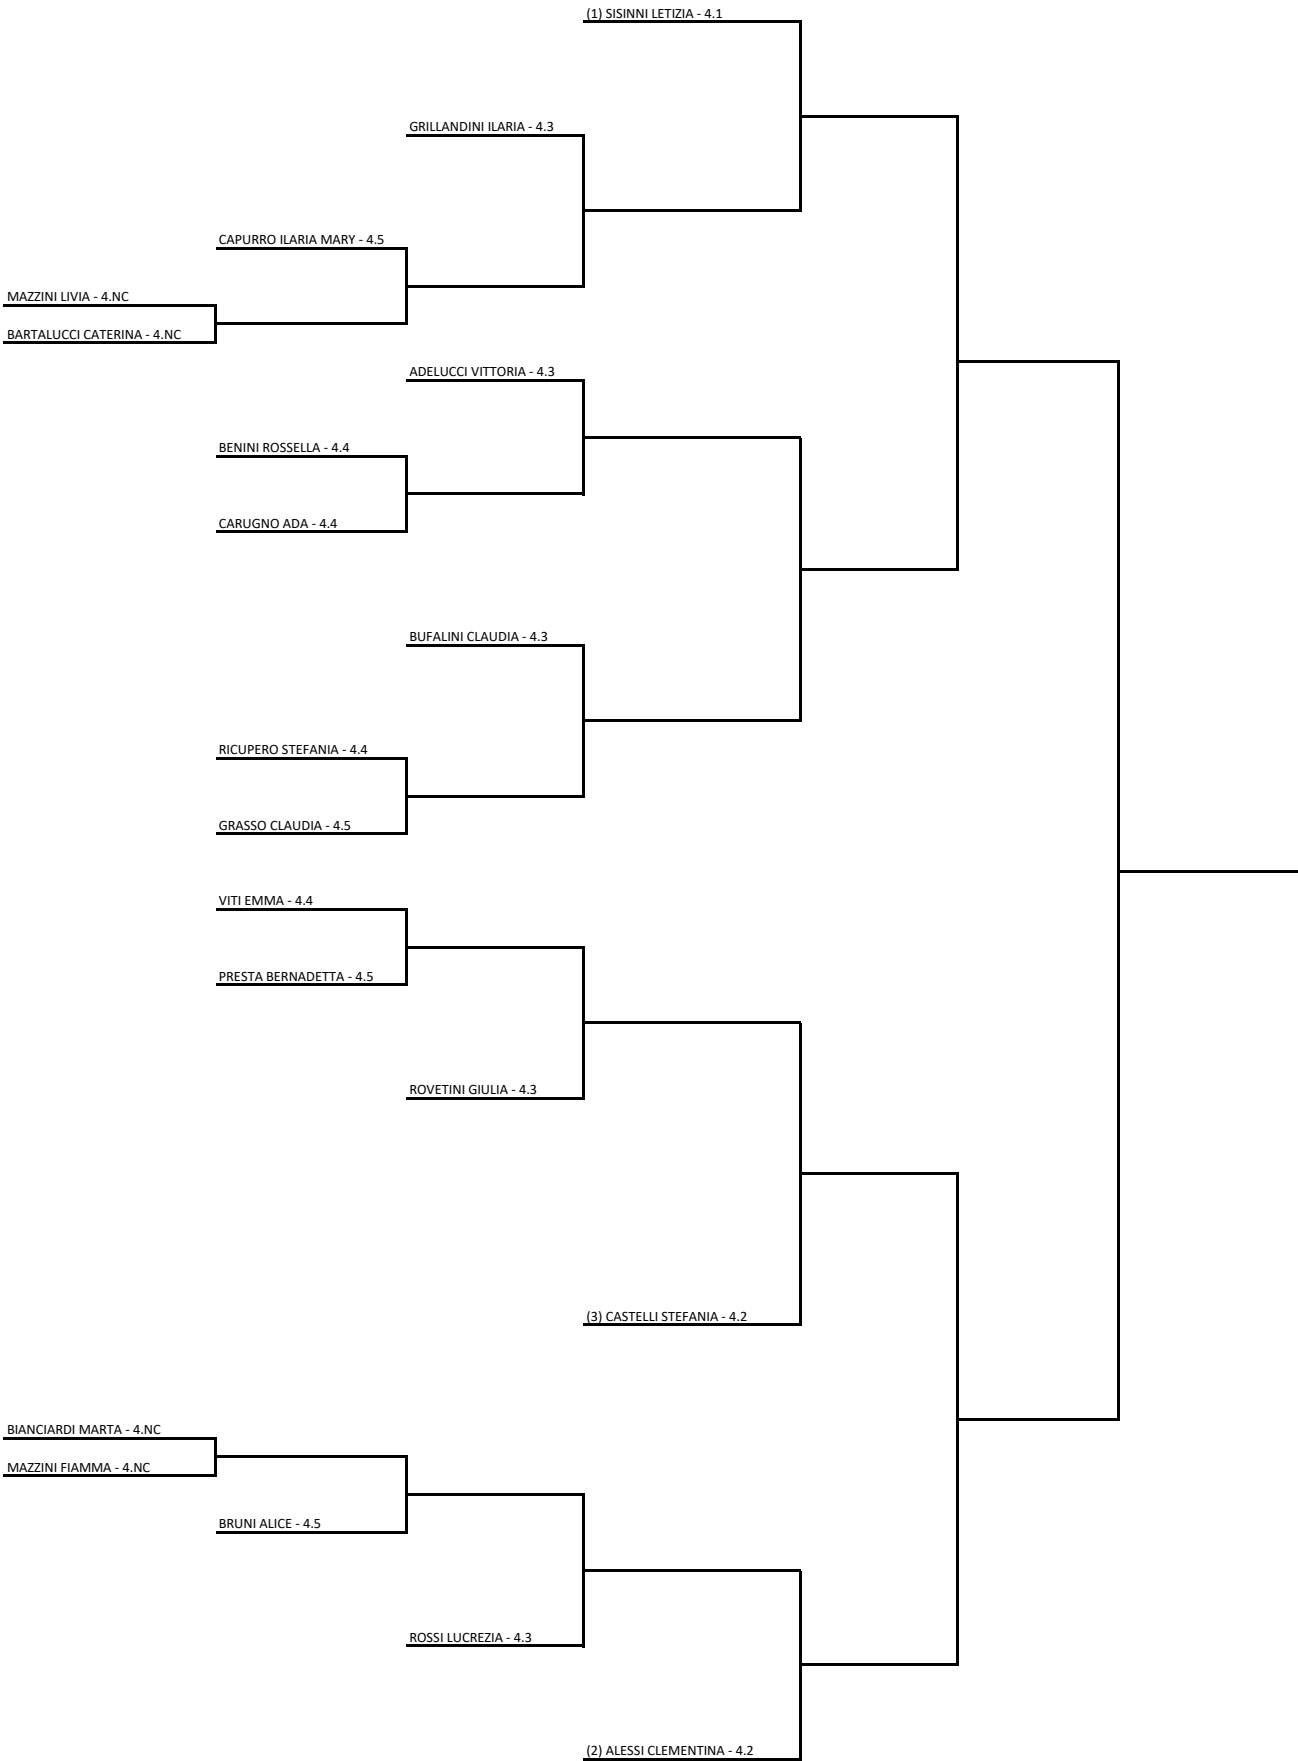 (1) SISINNI LETIZIA - 4.1
GRILLANDINI ILARIA - 4.3
CAPURRO ILARIA MARY - 4.5
MAZZINI LIVIA - 4.NC
BARTALUCCI CATERINA - 4.NC
ADELUCCI VITTORIA - 4.3
BENINI ROSSELLA - 4.4
CARUGNO ADA - 4.4
BUFALINI CLAUDIA - 4.3
RICUPERO STEFANIA - 4.4
GRASSO CLAUDIA - 4.5
VITI EMMA - 4.4
PRESTA BERNADETTA - 4.5
ROVETINI GIULIA - 4.3
(3) CASTELLI STEFANIA - 4.2
BIANCIARDI MARTA - 4.NC
MAZZINI FIAMMA - 4.NC
BRUNI ALICE - 4.5
ROSSI LUCREZIA - 4.3
(2) ALESSI CLEMENTINA - 4.2